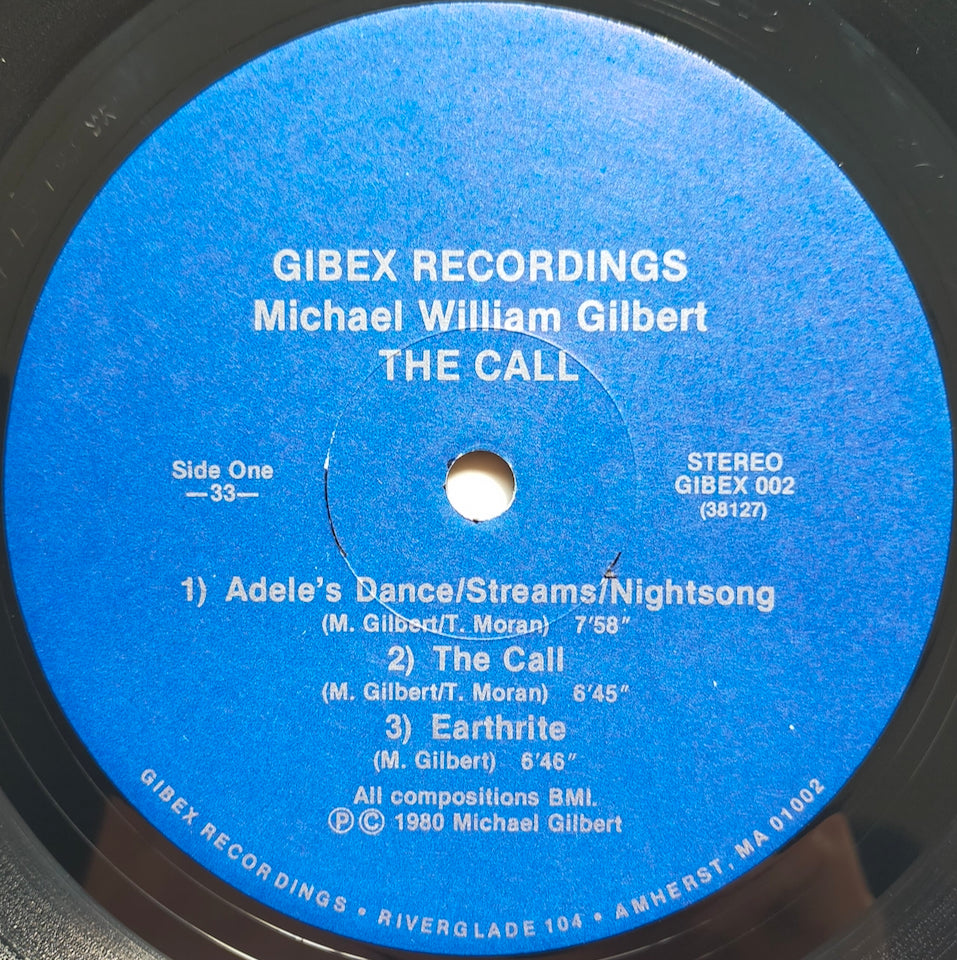 GIBEX RECORDINGS
Michael William Gilbert
THE CALL
Side One
—33—
STEREO
GIBEX 002
(38127)
1) Adele's Dance/Streams/Nightsong
(M. Gilbert/T. Moran) 7'58"
2) The Call
(M. Gilbert/T. Moran) 6'45"
3) Earthrite
(M. Gilbert) 6'46"
All compositions BMI.
Ⓟ © 1980 Michael Gilbert
GIBEX RECORDINGS • RIVERGLADE 104 • AMHERST, MA 01002